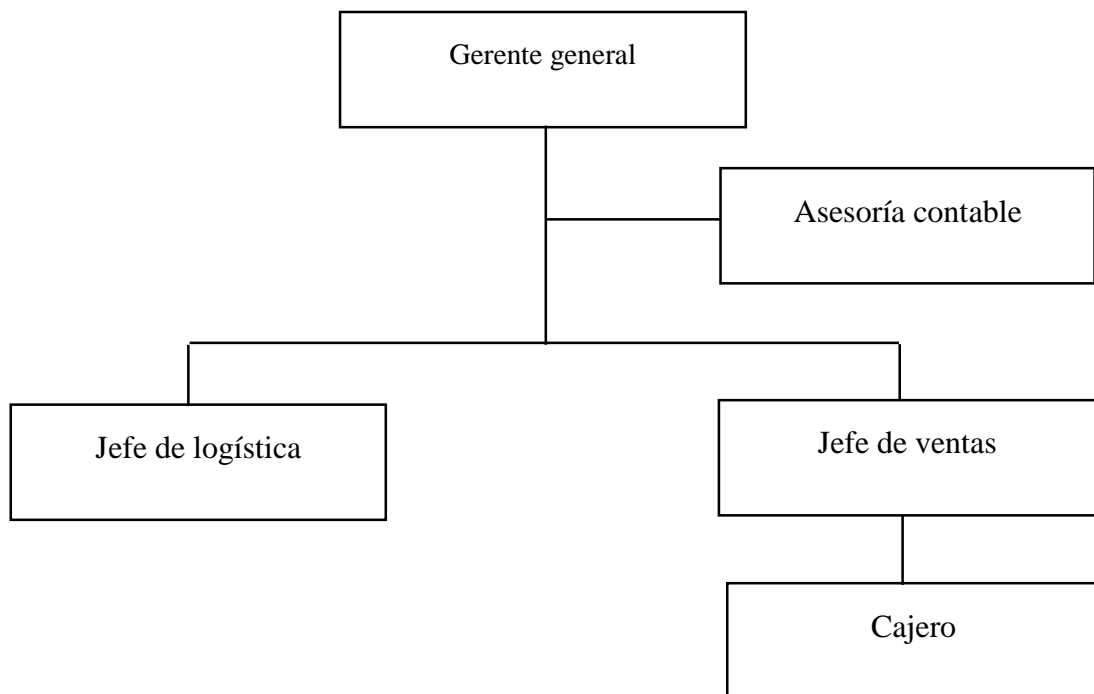 Gerente general
Asesoría contable
Jefe de logística
Jefe de ventas
Cajero